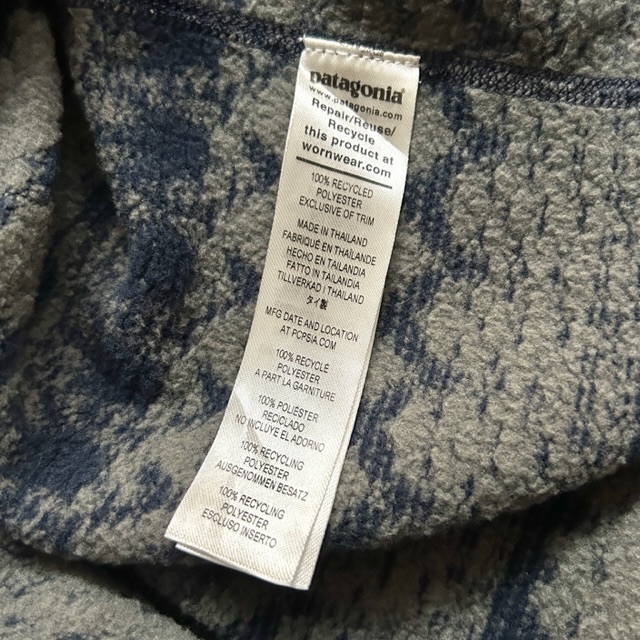 patagonia®
www.patagonia.com
Repair/Reuse/
Recycle
this product at
wornwear.com
100% RECYCLED
POLYESTER
EXCLUSIVE OF TRIM
MADE IN THAILAND
FABRIQUÉ EN THAÏLANDE
HECHO EN TAILANDIA
FATTO IN TAILANDIA
TILLVERKAD I THAILAND
タイ製
MFG DATE AND LOCATION
AT PCPSIA.COM
100% RECYCLÉ
POLYESTER
A PART LA GARNITURE
100% POLIÉSTER
RECICLADO
NO INCLUYE EL ADORNO
100% RECYCLING
POLYESTER
AUSGENOMMEN BESATZ
100% RECYCLING
POLYESTER
ESCLUSO INSERTO